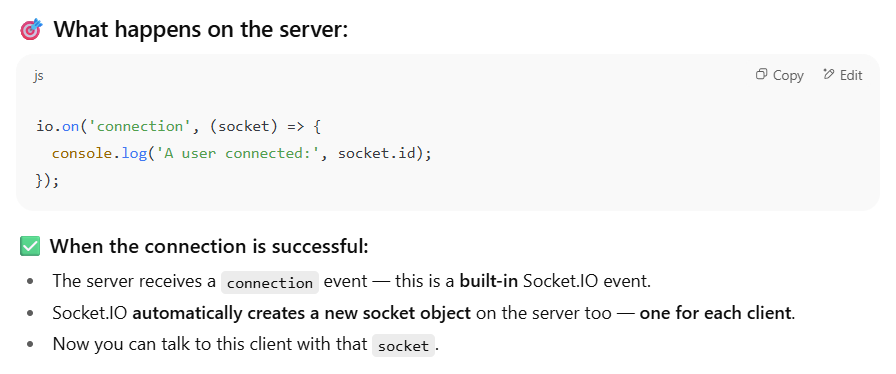 🎯 What happens on the server:
js
Copy Edit
io.on('connection', (socket) => {
  console.log('A user connected:', socket.id);
});
✅ When the connection is successful:
• The server receives a connection event — this is a built-in Socket.IO event.
• Socket.IO automatically creates a new socket object on the server too — one for each client.
• Now you can talk to this client with that socket.